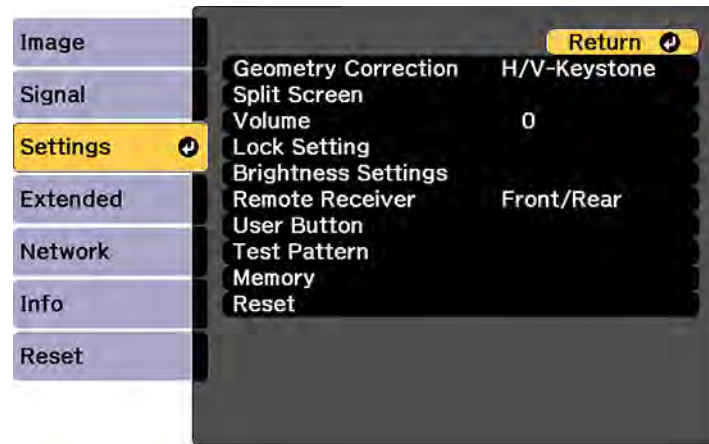 Image
Signal
Settings
Extended
Network
Info
Reset
Return
Geometry Correction H/V-Keystone
Split Screen
Volume 0
Lock Setting
Brightness Settings
Remote Receiver Front/Rear
User Button
Test Pattern
Memory
Reset